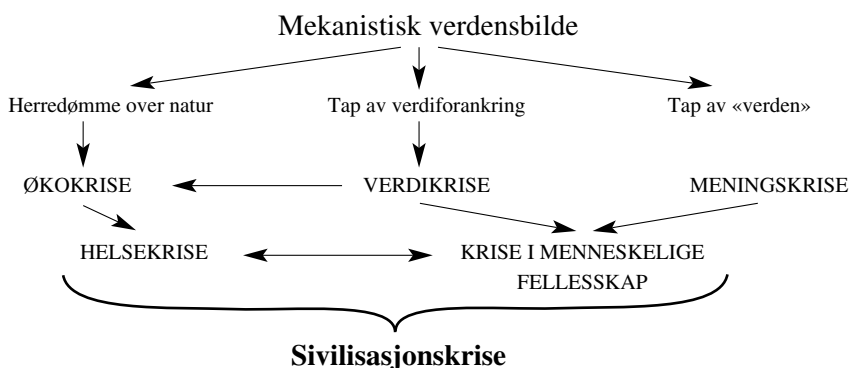 Mekanistisk verdensbilde
Herredømme over natur
Tap av verdiforankring
Tap av «verden»
ØKOKRISE
VERDIKRISE
MENINGSKRISE
HELSEKRISE
KRISE I MENNESKELIGE
FELLESSKAP
Sivilisasjonskrise